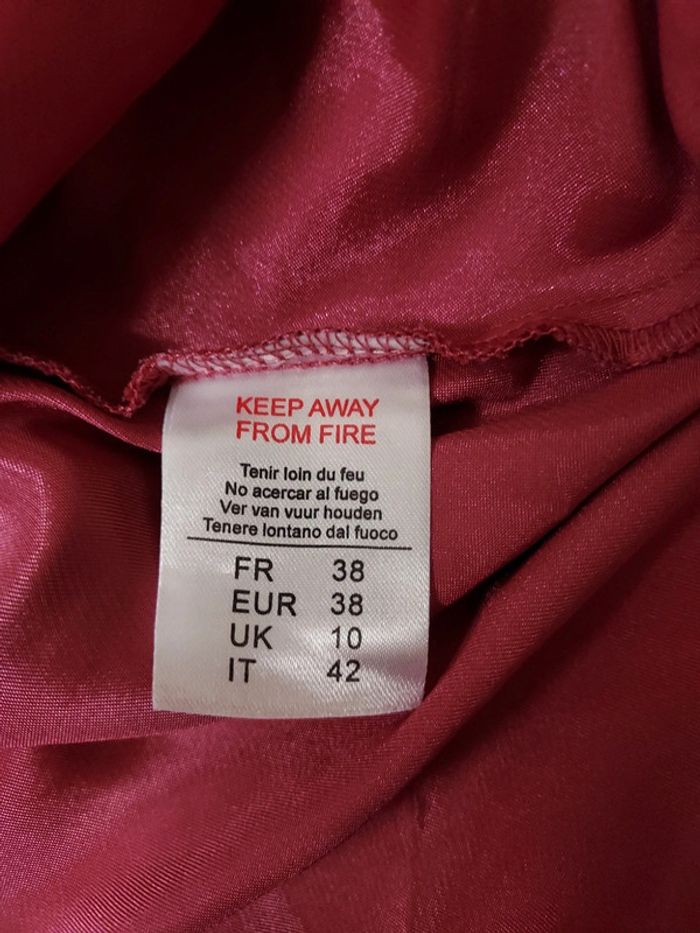 KEEP AWAY
FROM FIRE
Tenir loin du feu
No acercar al fuego
Ver van vuur houden
Tenere lontano dal fuoco
FR 38
EUR 38
UK 10
IT 42